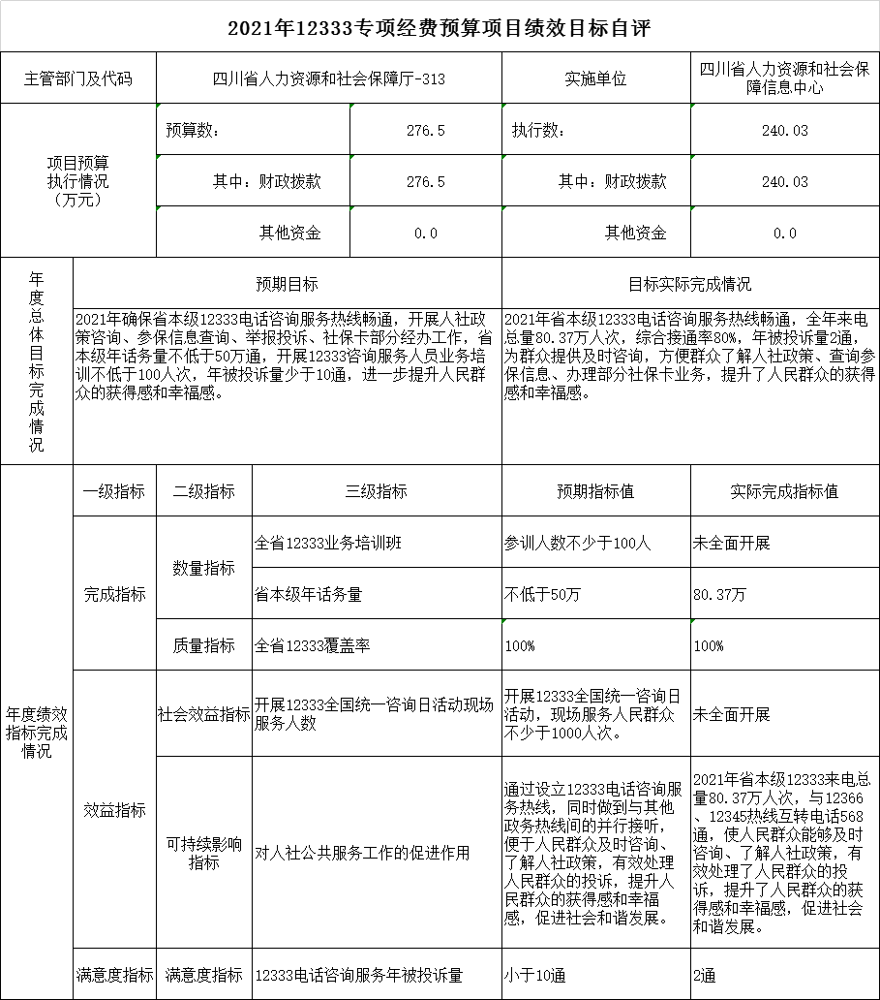 2021年12333专项经费预算项目绩效目标自评
主管部门及代码
四川省人力资源和社会保障厅-313
实施单位
四川省人力资源和社会保
障信息中心
项目预算
执行情况
（万元）
预算数：
276.5
执行数：
240.03
其中：财政拨款
276.5
其中：财政拨款
240.03
其他资金
0.0
其他资金
0.0
年度总体目标完成情况
预期目标
目标实际完成情况
2021年确保省本级12333电话咨询服务热线畅通，开展人社政
策咨询、参保信息查询、举报投诉、社保卡部分经办工作，省
本级年话务量不低于50万通，开展12333咨询服务人员业务培
训不低于100人次，年被投诉量少于10通，进一步提升人民群
众的获得感和幸福感。
2021年省本级12333电话咨询服务热线畅通，全年来电
总量80.37万人次，综合接通率80%，年被投诉量2通，
为群众提供及时咨询，方便群众了解人社政策、查询参
保信息、办理部分社保卡业务，提升了人民群众的获得
感和幸福感。
年度绩效
指标完成
情况
一级指标
二级指标
三级指标
预期指标值
实际完成指标值
完成指标
数量指标
全省12333业务培训班
参训人数不少于100人
未全面开展
省本级年话务量
不低于50万
80.37万
质量指标
全省12333覆盖率
100%
100%
效益指标
社会效益指标
开展12333全国统一咨询日活动现场
服务人数
开展12333全国统一咨询日
活动，现场服务人民群众
不少于1000人次。
未全面开展
可持续影响
指标
对人社公共服务工作的促进作用
通过设立12333电话咨询服
务热线，同时做到与其他
政务热线间的并行接听，
便于人民群众及时咨询、
了解人社政策，有效处理
人民群众的投诉，提升人
民群众的获得感和幸福
感，促进社会和谐发展。
2021年省本级12333来电总
量80.37万人次，与12366
、12345热线互转电话568
通，使人民群众能够及时
咨询、了解人社政策，有
效处理了人民群众的投
诉，提升了人民群众的获
得感和幸福感，促进社会
和谐发展。
满意度指标
满意度指标
12333电话咨询服务年被投诉量
小于10通
2通